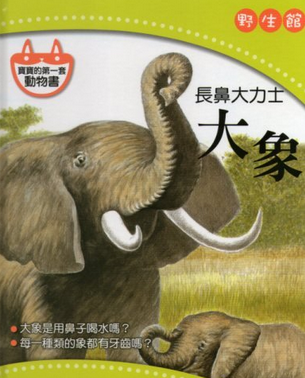 野生館
寶寶的第一套
動物書
長鼻大力士
大象
大象是用鼻子喝水嗎？
每一種類的象都有牙齒嗎？